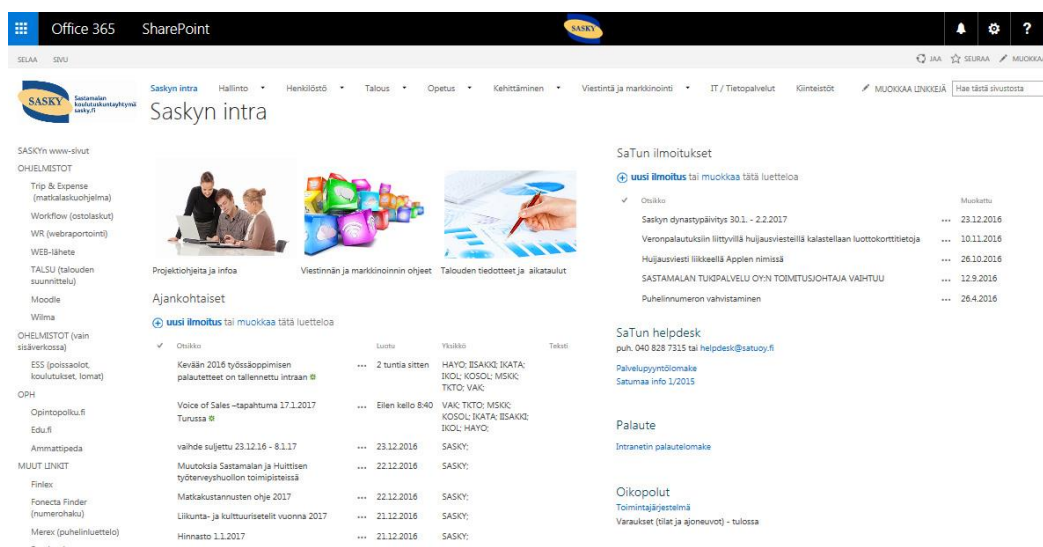 Office 365
SharePoint
SASKY
?
SELAA
SIVU
JAA
SEURAA
SASKY
Sastamalan
koulutuskuntayhtymä
sasky.fi
Saskyn intra
Hallinto
Henkilöstö
Talous
Opetus
Kehittäminen
Viestintä ja markkinointi
IT / Tietopalvelut
Kiinteistöt
MUOKKAA LINKKEJÄ
Hae tästä sivustosta
Saskyn intra
SASKYn www-sivut
OHJELMISTOT
Trip & Expense
(matkalaskuohjelma)
Workflow (ostolaskut)
WR (webraportointi)
WEB-lähete
TALSU (talouden
suunnittelu)
Moodle
Wilma
OHELMISTOT (vain
sisäverkossa)
ESS (poissaolot,
koulutukset, lomat)
OPH
Opintopolku.fi
Edu.fi
Ammattipeda
MUUT LINKIT
Finlex
Fonecta Finder
(numerohaku)
Merex (puhelinluettelo)
Projektiohjeita ja infoa
Viestinnän ja markkinoinnin ohjeet
Talouden tiedotteet ja aikataulut
Ajankohtaiset
uusi ilmoitus tai muokkaa tätä luetteloa
Otsikko Luotu Yksikkö Teksti
Kevään 2016 työssäoppimisen ... 2 tuntia sitten HAYO; IISAKKI; IKATA;
palautetteet on tallennettu intraan IKOL; KOSOL; MSKK;
TKTO; VAK;
Voice of Sales –tapahtuma 17.1.2017 ... Eilen kello 8:40 VAK; TKTO; MSKK;
Turussa KOSOL; IKATA; IISAKKI;
IKOL; HAYO;
vaihde suljettu 23.12.16 - 8.1.17 ... 23.12.2016 SASKY;
Muutoksia Sastamalan ja Huittisen ... 22.12.2016 SASKY;
työterveyshuollon toimipisteissä
Matkakustannusten ohje 2017 ... 22.12.2016 SASKY;
Liikunta- ja kulttuurisetelit vuonna 2017 ... 21.12.2016 SASKY;
Hinnasto 1.1.2017 ... 21.12.2016 SASKY;
SaTun ilmoitukset
uusi ilmoitus tai muokkaa tätä luetteloa
Otsikko Muokattu
Saskyn dynastypäivitys 30.1. - 2.2.2017 ... 23.12.2016
Veronpalautuksiin liittyvillä huijausviesteillä kalastellaan luottokorttitietoja ... 10.11.2016
Huijausviesti liikkeellä Applen nimissä ... 26.10.2016
SASTAMALAN TUKIPALVELU OY:N TOIMITUSJOHTAJA VAIHTUU ... 12.9.2016
Puhelinnumeron vahvistaminen ... 26.4.2016
SaTun helpdesk
puh. 040 828 7315 tai helpdesk@satuoy.fi
Palvelupyyntölomake
Satumaa info 1/2015
Palaute
Intranetin palautelomake
Oikopolut
Toimintajärjestelmä
Varaukset (tilat ja ajoneuvot) - tulossa